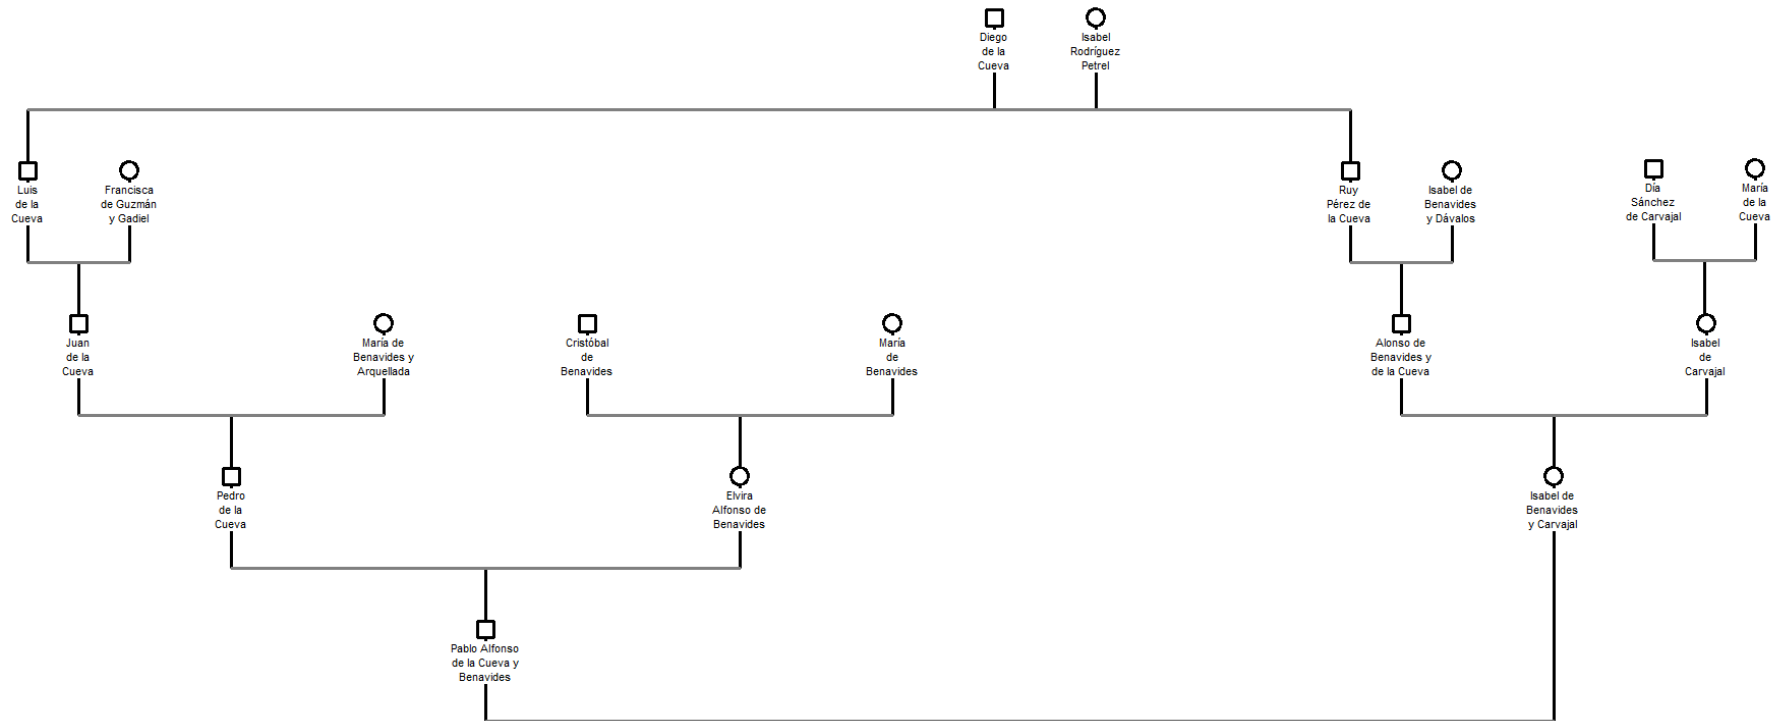 Diego
de la
Cueva
Isabel
Rodríguez
Petrel
Luis
de la
Cueva
Francisca
de Guzmán
y Gadiel
Ruy
Pérez de
la Cueva
Isabel de
Benavides
y Dávalos
Día
Sánchez
de Carvajal
María
de la
Cueva
Juan
de la
Cueva
María de
Benavides y
Arquellada
Cristóbal
de
Benavides
María
de
Benavides
Alonso de
Benavides y
de la Cueva
Isabel
de
Carvajal
Pedro
de la
Cueva
Elvira
Alfonso de
Benavides
Isabel de
Benavides
y Carvajal
Pablo Alfonso
de la Cueva y
Benavides